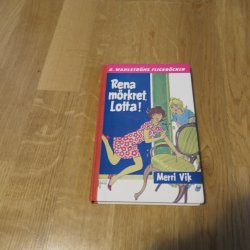 B. WAHLSTRÖMS FLICKBÖCKER
Rena
mörkret,
Lotta!
Merri Vik